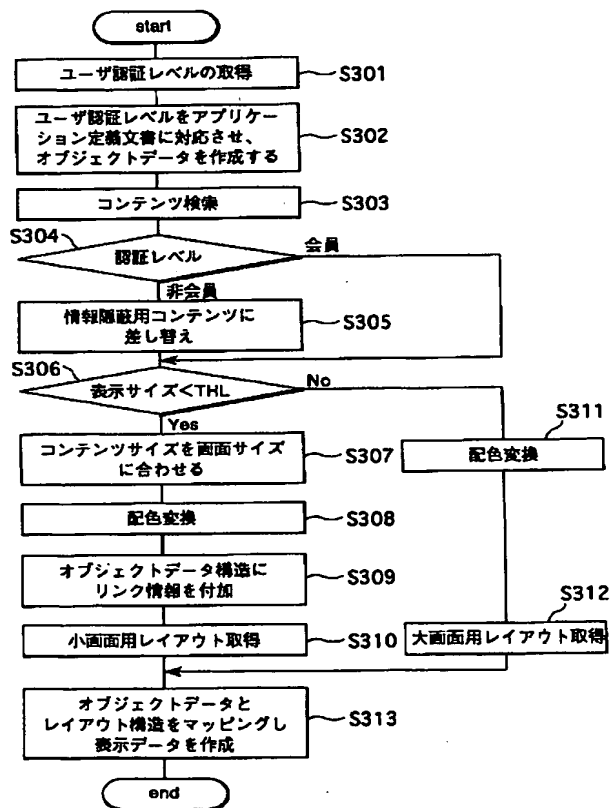 start
ユーザ認証レベルの取得
S301
ユーザ認証レベルをアプリケー
ション定義文書に対応させ、
オブジェクトデータを作成する
S302
コンテンツ検索
S303
S304
認証レベル
会員
非会員
情報隠蔽用コンテンツに
差し替え
S305
S306
表示サイズ<THL
No
Yes
コンテンツサイズを画面サイズ
に合わせる
S307
S311
配色変換
配色変換
S308
オブジェクトデータ構造に
リンク情報を付加
S309
S312
小画面用レイアウト取得
S310
大画面用レイアウト取得
オブジェクトデータと
レイアウト構造をマッピングし
表示データを作成
S313
end